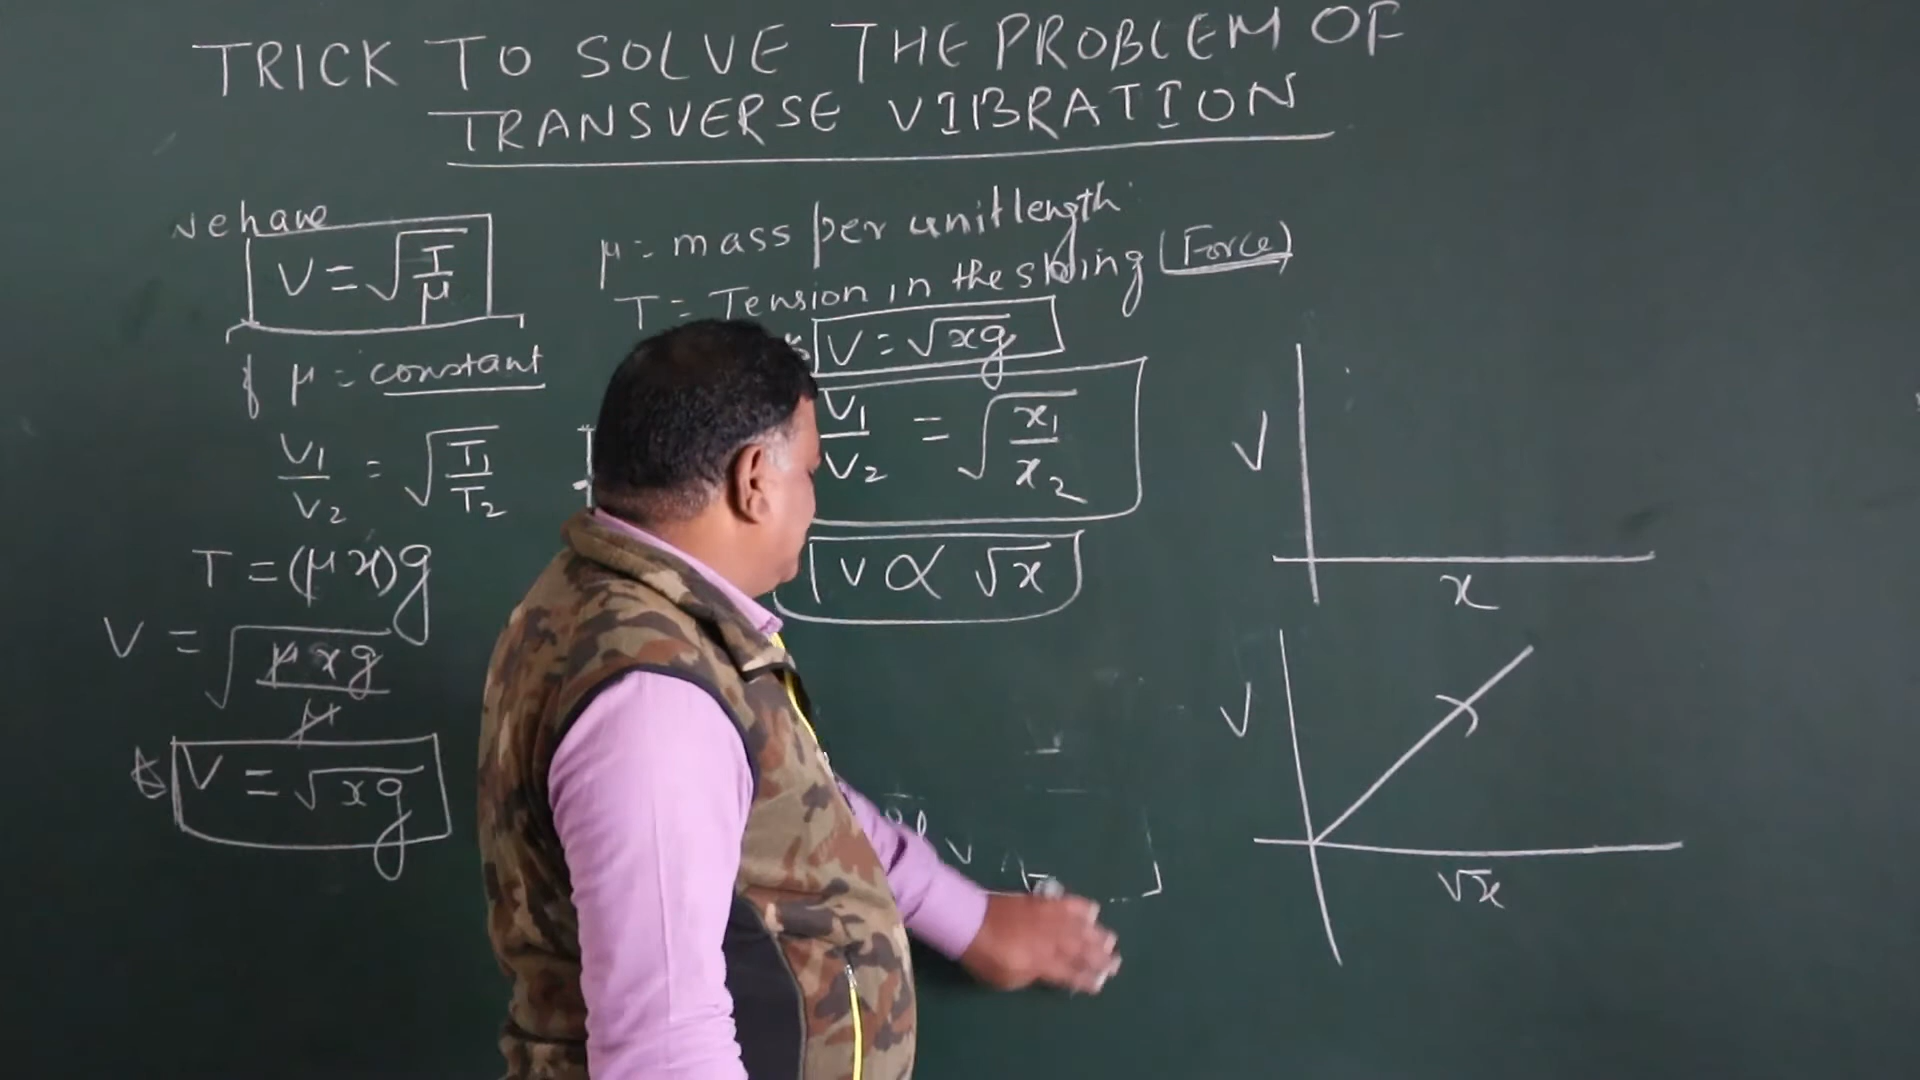 TRICK TO SOLVE THE PROBLEM OF
TRANSVERSE VIBRATION
we have
V = √(T/μ)
μ = mass per unit length
T = Tension in the string (Force)
V = √xg
if μ = constant
V1/V2 = √(T1/T2)
V1/V2 = √(x1/x2)
T = (μx)g
V ∝ √x
V = √(μxg/μ)
V = √xg
V
x
V
√x